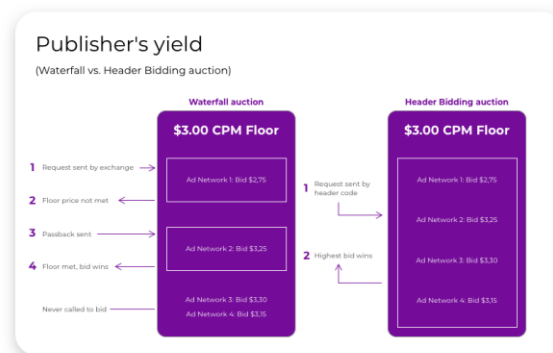 Publisher's yield
(Waterfall vs. Header Bidding auction)
Waterfall auction
$3.00 CPM Floor
1 Request sent by exchange
Ad Network 1: Bid $2,75
2 Floor price not met
3 Passback sent
Ad Network 2: Bid $3,25
4 Floor met, bid wins
Never called to bid
Ad Network 3: Bid $3,30
Ad Network 4: Bid $3,15
Header Bidding auction
$3.00 CPM Floor
1 Request sent by
header code
2 Highest bid wins
Ad Network 1: Bid $2,75
Ad Network 2: Bid $3,25
Ad Network 3: Bid $3,30
Ad Network 4: Bid $3,15